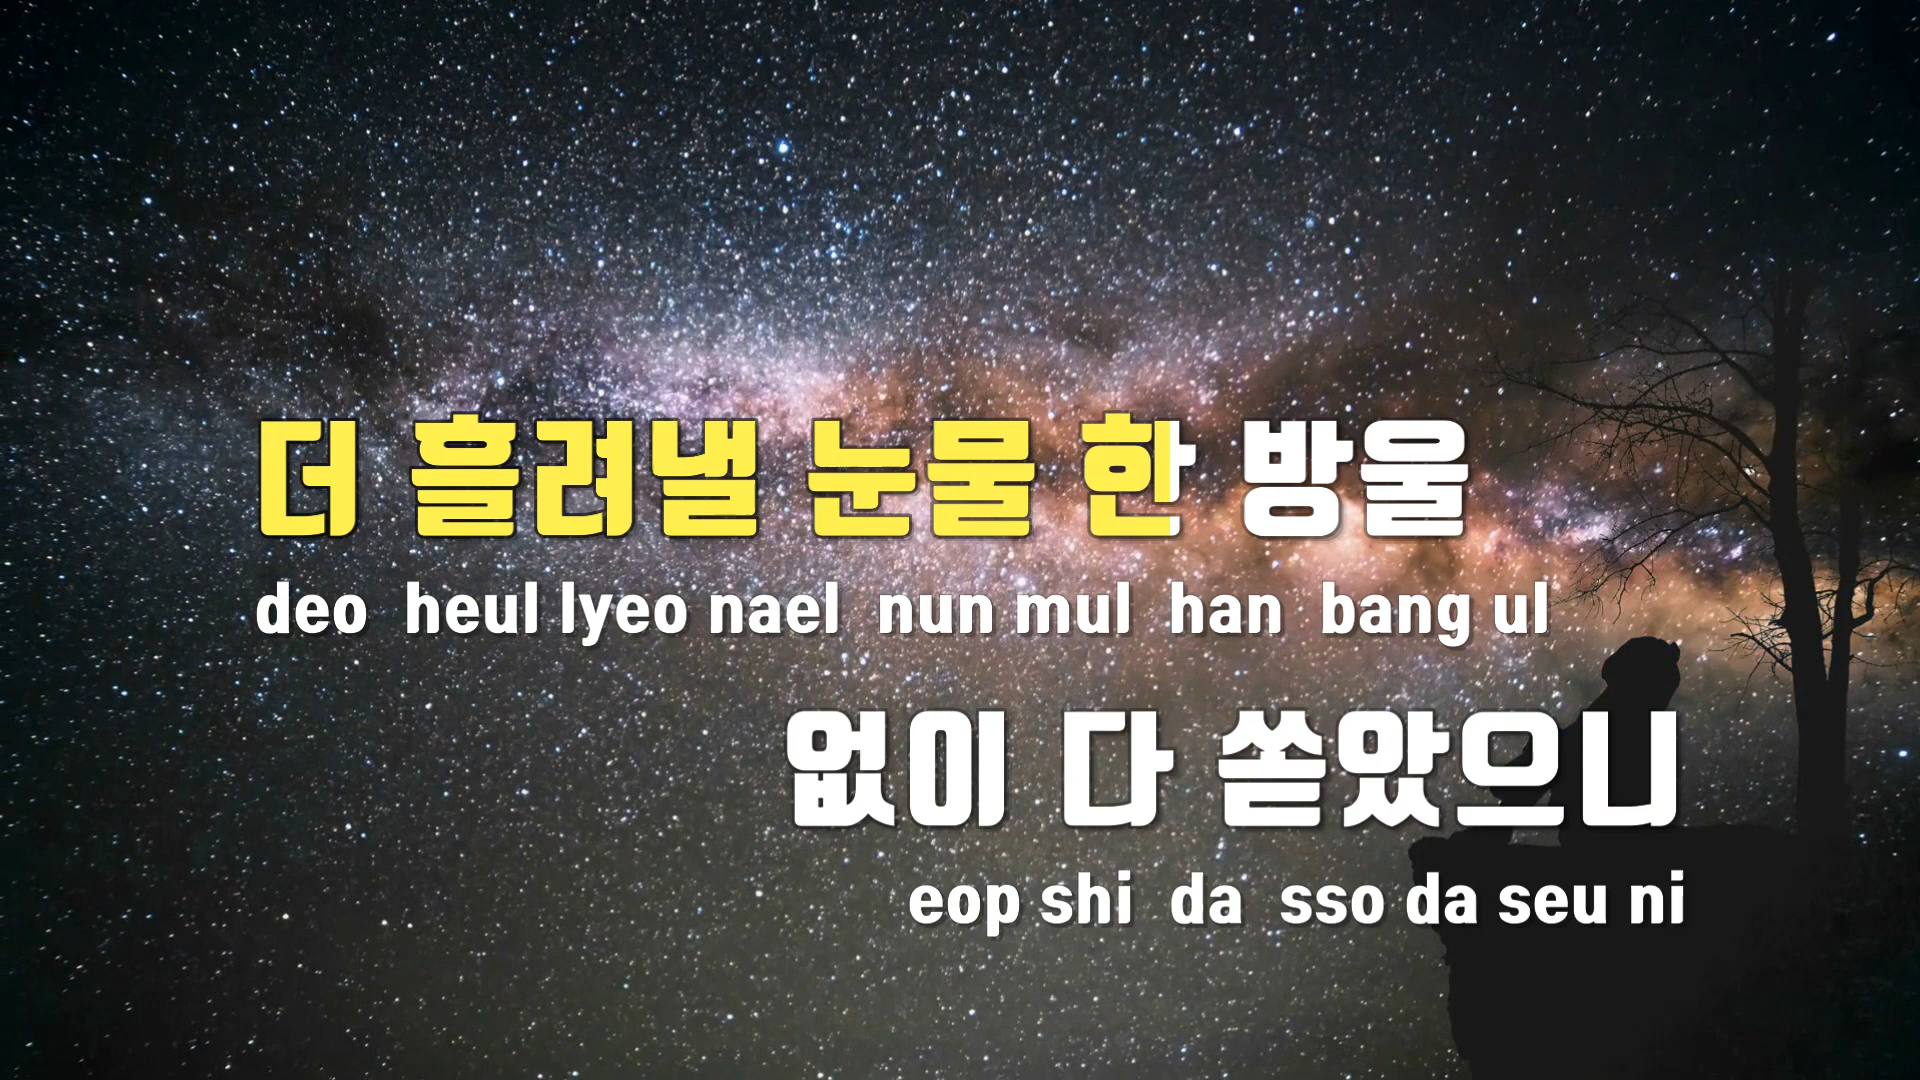 더 흘려낼 눈물 한 방울
deo heul lyeo nael nun mul han bang ul
없이 다 쏟았으니
eop shi da sso da seu ni